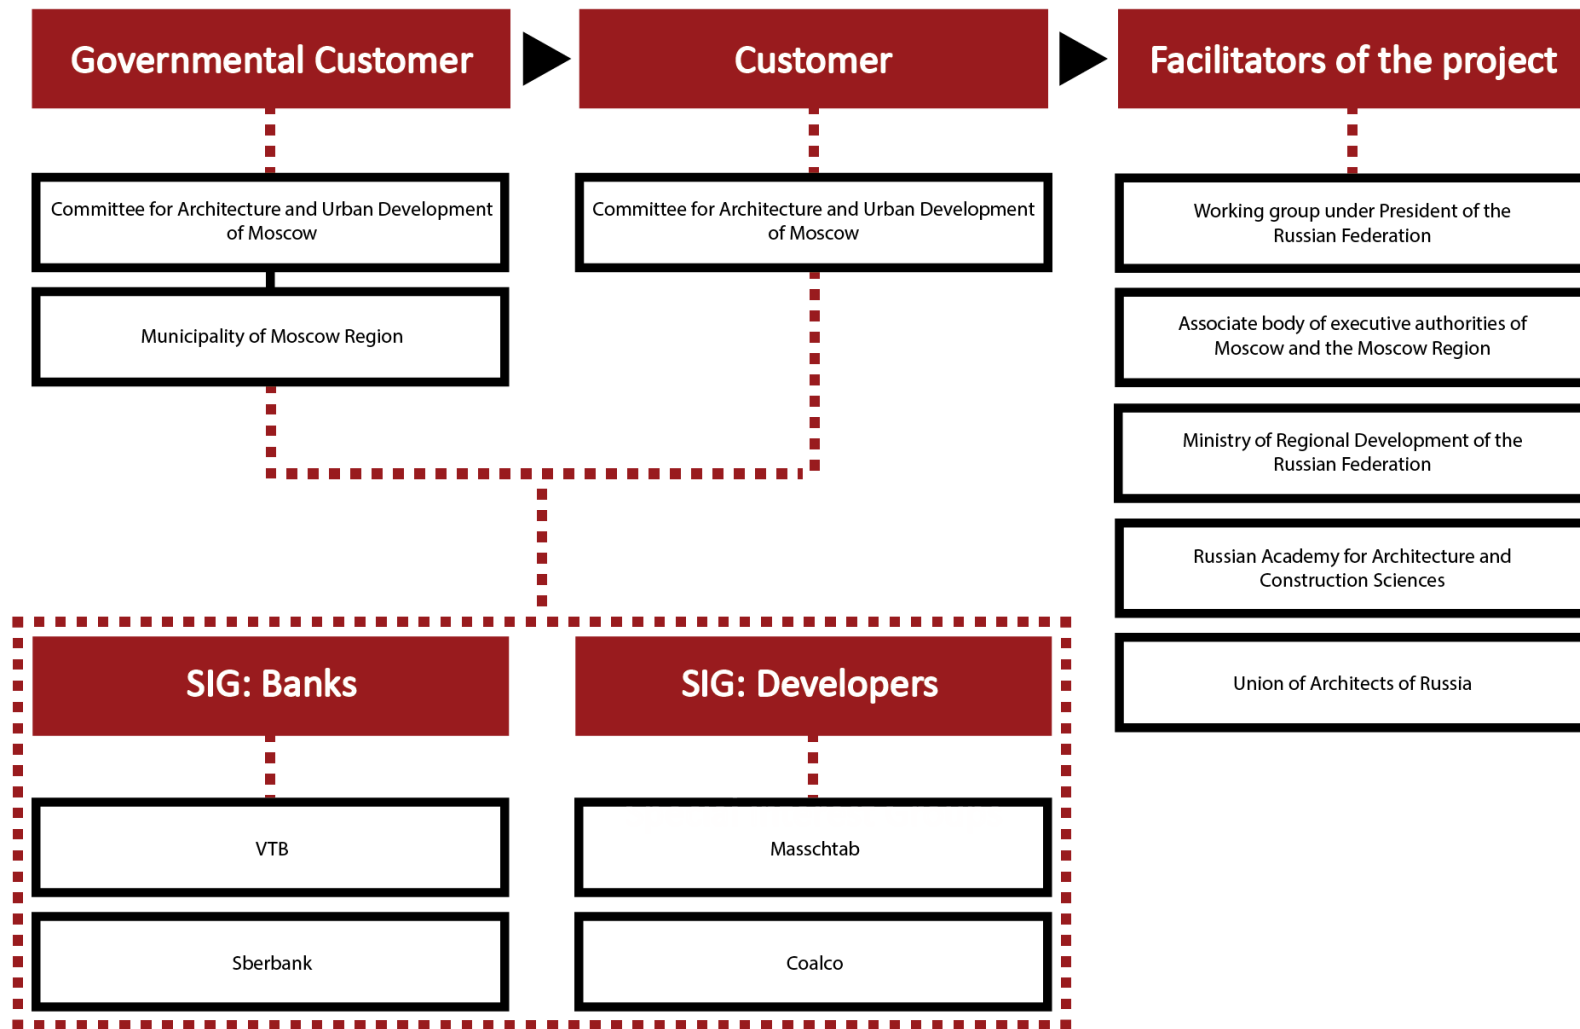 Governmental Customer
Customer
Facilitators of the project
Committee for Architecture and Urban Development
of Moscow
Municipality of Moscow Region
Committee for Architecture and Urban Development
of Moscow
Working group under President of the
Russian Federation
Associate body of executive authorities of
Moscow and the Moscow Region
Ministry of Regional Development of the
Russian Federation
Russian Academy for Architecture and
Construction Sciences
Union of Architects of Russia
SIG: Banks
VTB
Sberbank
SIG: Developers
Masschtab
Coalco